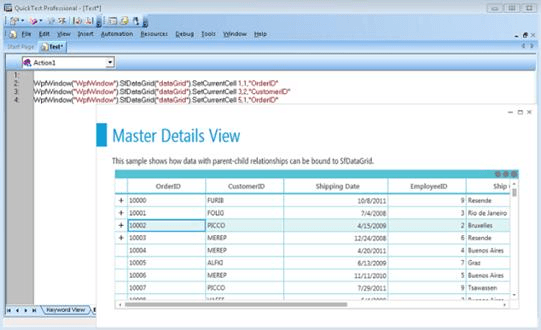 QuickTest Professional - [Test*]
File Edit View Insert Automation Resources Debug Tools Window Help
Start Page Test*
Action1
1:
2: WpfWindow("WpfWindow").SfDataGrid("dataGrid").SetCurrentCell 1,1,"OrderID"
3: WpfWindow("WpfWindow").SfDataGrid("dataGrid").SetCurrentCell 3,2,"CustomerID"
4: WpfWindow("WpfWindow").SfDataGrid("dataGrid").SetCurrentCell 5,1,"OrderID"
Master Details View
This sample shows how data with parent-child relationships can be bound to SfDataGrid.
OrderID CustomerID Shipping Date EmployeeID Ship
+ 10000 FURIB 10/8/2011 9 Resende
+ 10001 FOLIG 7/4/2008 3 Rio de Janeiro
+ 10002 PICCO 4/15/2009 2 Bruxelles
+ 10003 MEREP 12/24/2008 6 Resende
10004 MEREP 4/20/2011 4 Buenos Aires
10005 ALFKI 6/13/2009 7 Graz
10006 MEREP 11/11/2010 5 Buenos Aires
10007 PICCO 7/29/2011 9 Tsawassen
10008
Keyword View